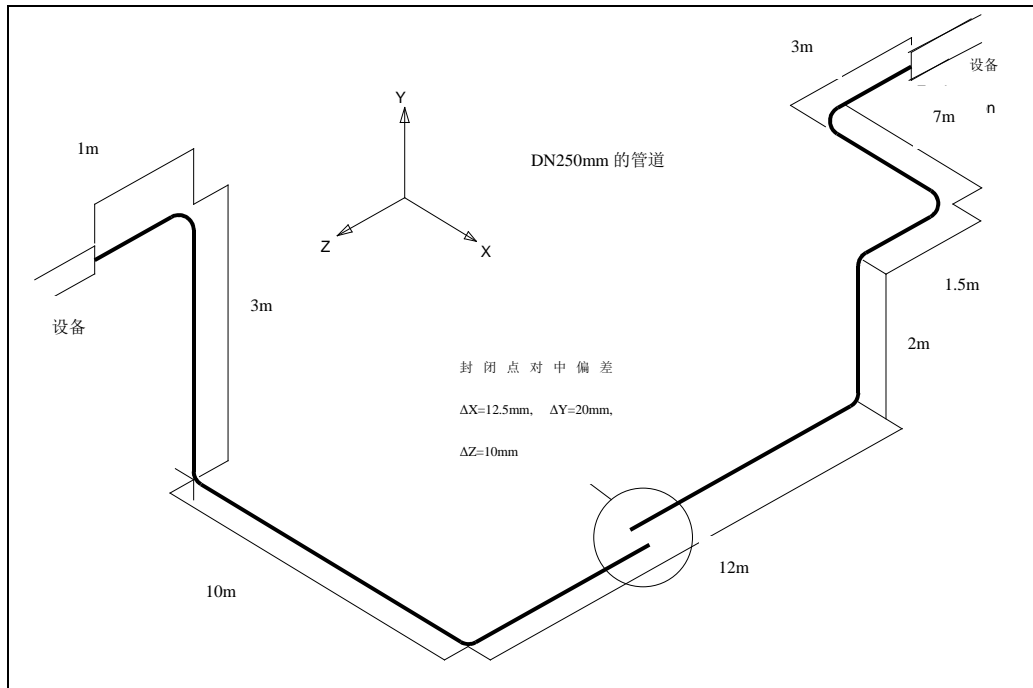 3m
设备
n
7m
Y
1m
DN250mm 的管道
Z
X
1.5m
3m
设备
2m
封 闭 点 对 中 偏 差
ΔX=12.5mm, ΔY=20mm,
ΔZ=10mm
12m
10m